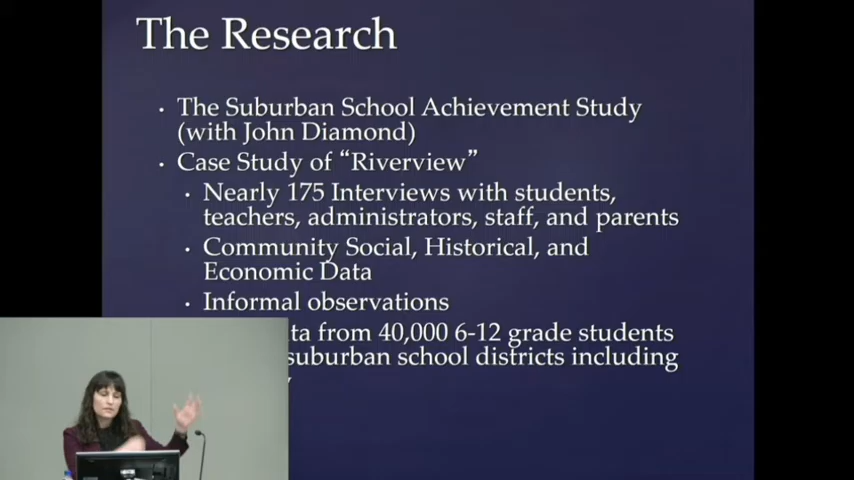 The Research
• The Suburban School Achievement Study
(with John Diamond)
• Case Study of “Riverview”
• Nearly 175 Interviews with students,
teachers, administrators, staff, and parents
• Community Social, Historical, and
Economic Data
• Informal observations
from 40,000 6-12 grade students
suburban school districts including